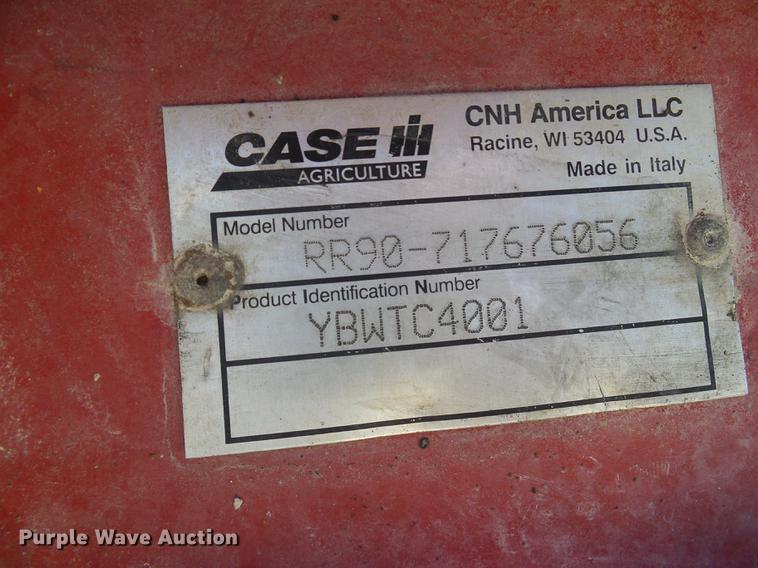 CASE IH
AGRICULTURE
CNH America LLC
Racine, WI 53404 U.S.A.
Made in Italy
Model Number
RR90-717676056
Product Identification Number
YBWTC4001
Purple Wave Auction